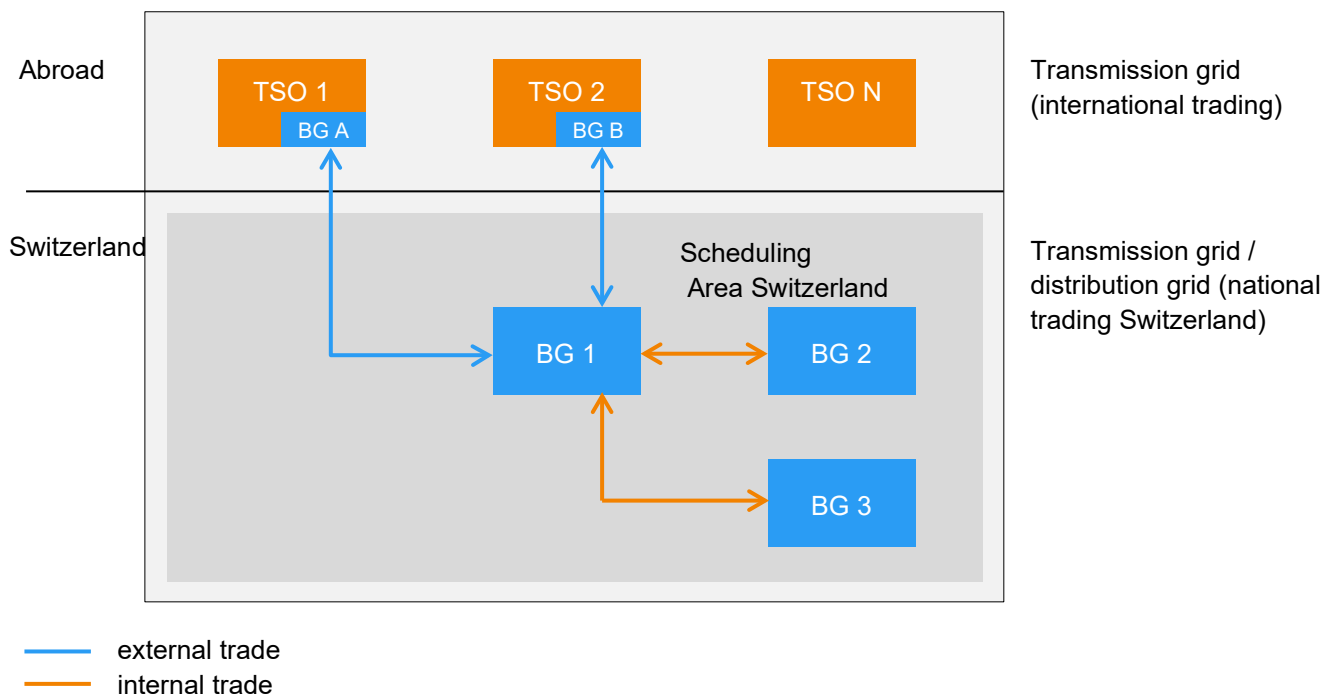 Abroad
TSO 1
BG A
TSO 2
BG B
TSO N
Transmission grid
(international trading)
Switzerland
Scheduling
Area Switzerland
Transmission grid /
distribution grid (national
trading Switzerland)
BG 1
BG 2
BG 3
external trade
internal trade